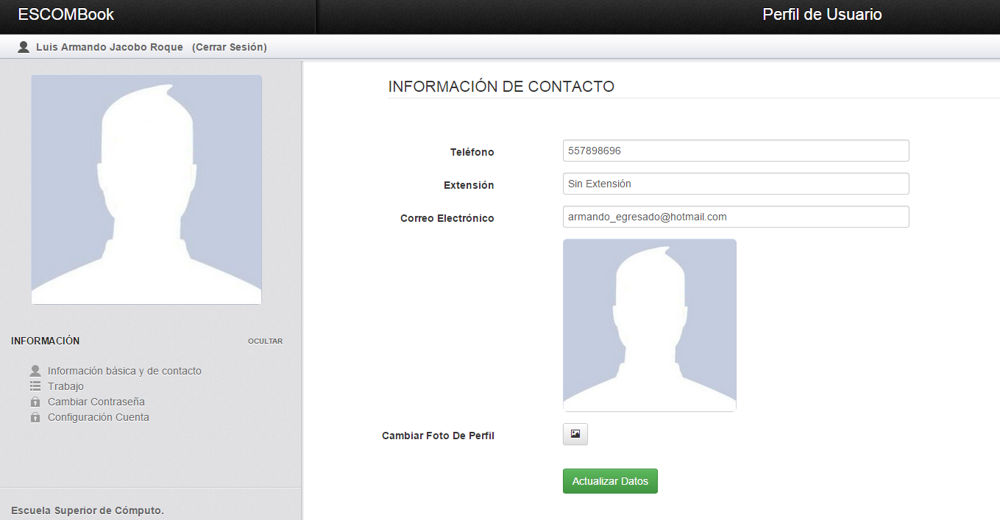 ESCOMBook
Perfil de Usuario
Luis Armando Jacobo Roque (Cerrar Sesión)
INFORMACIÓN DE CONTACTO
Teléfono
557898696
Extensión
Sin Extensión
Correo Electrónico
armando_egresado@hotmail.com
Cambiar Foto De Perfil
Actualizar Datos
INFORMACIÓN
OCULTAR
Información básica y de contacto
Trabajo
Cambiar Contraseña
Configuración Cuenta
Escuela Superior de Cómputo.